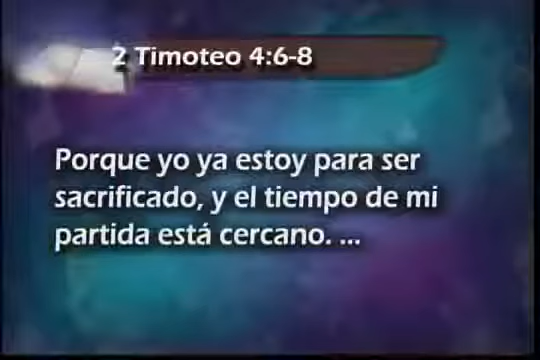 2 Timoteo 4:6-8
Porque yo ya estoy para ser
sacrificado, y el tiempo de mi
partida está cercano. ...